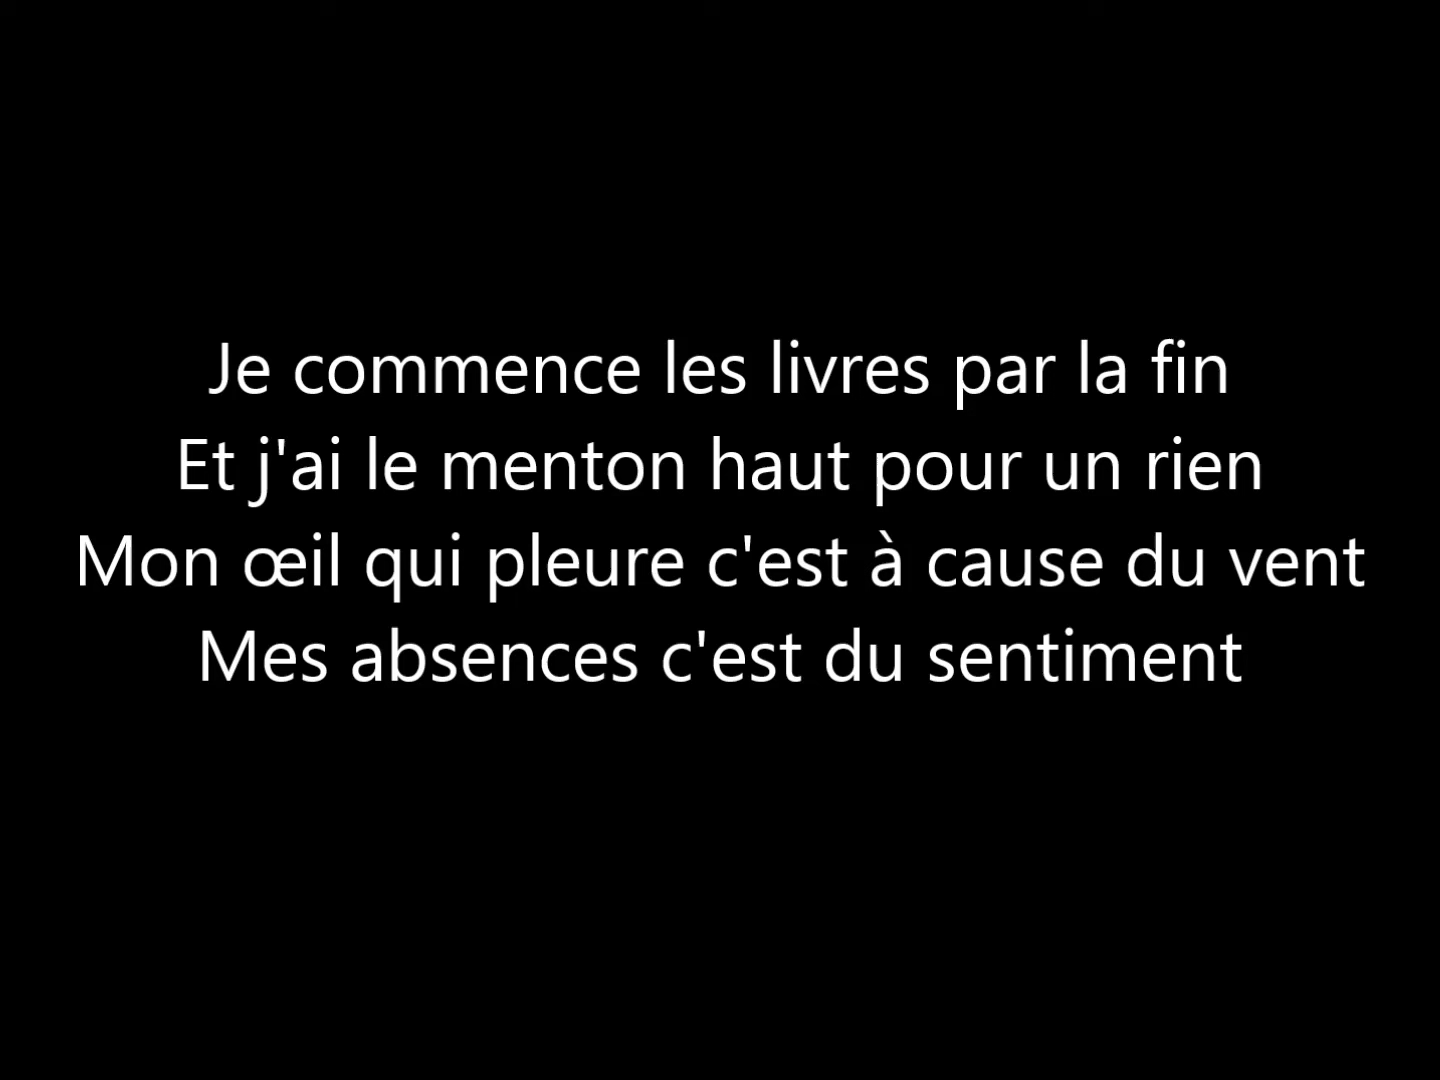 Je commence les livres par la fin
Et j'ai le menton haut pour un rien
Mon œil qui pleure c'est à cause du vent
Mes absences c'est du sentiment